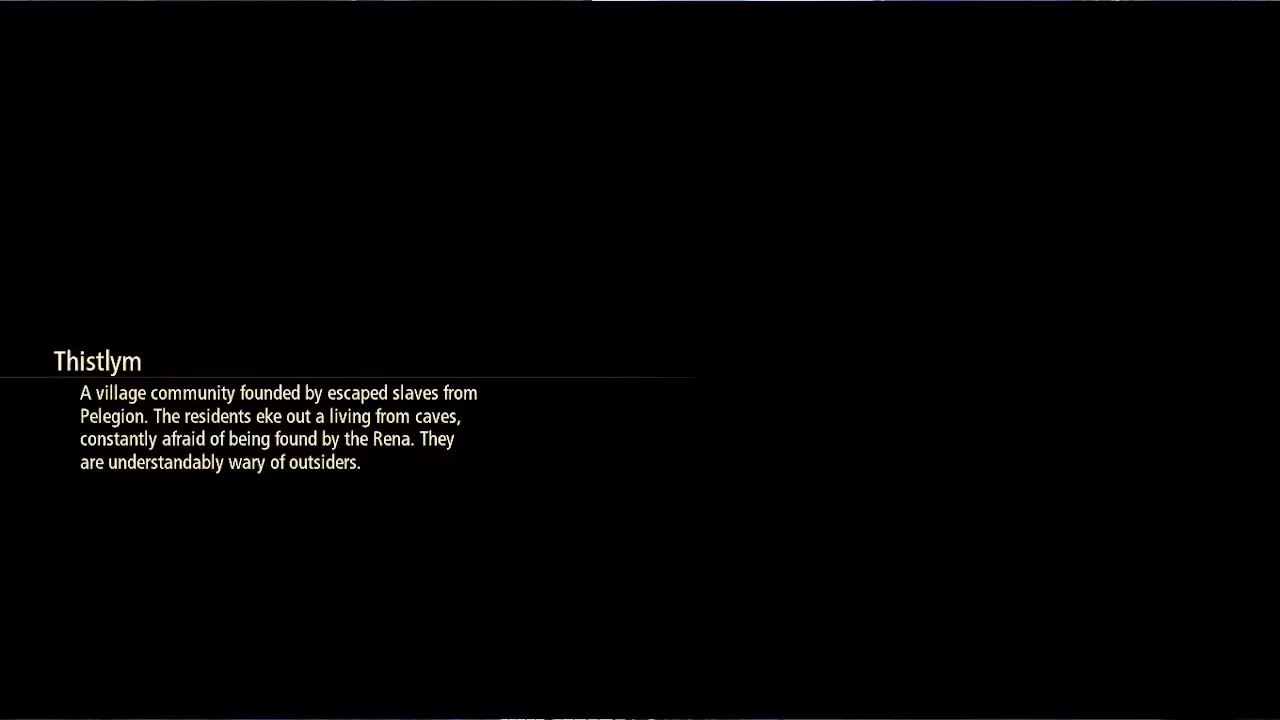 Thistlym
A village community founded by escaped slaves from
Pelegion. The residents eke out a living from caves,
constantly afraid of being found by the Rena. They
are understandably wary of outsiders.